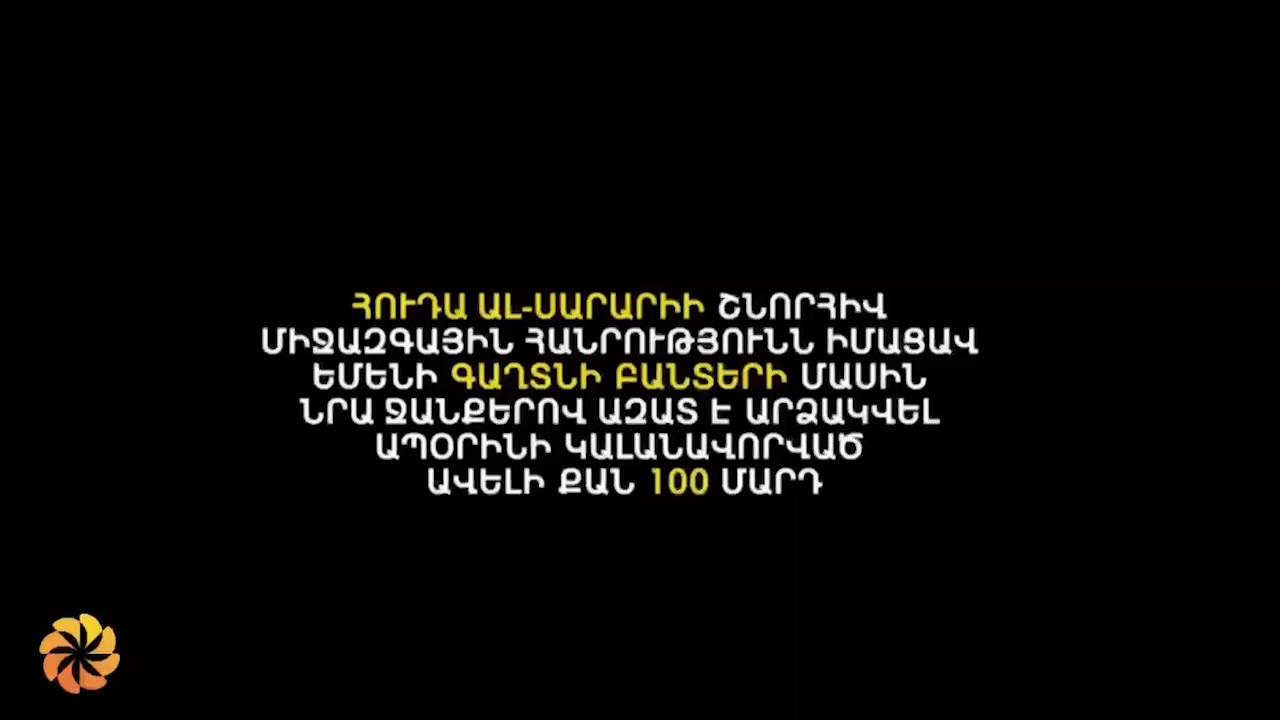 ՀՈՒԴԱ ԱԼ-ՍԱՐԱՐԻԻ ՇՆՈՐՀԻՎ
ՄԻՋԱԶԳԱՅԻՆ ՀԱՆՐՈՒԹՅՈՒՆՆ ԻՄԱՑԱՎ
ԵՄԵՆԻ ԳԱՂՏՆԻ ԲԱՆՏԵՐԻ ՄԱՍԻՆ
ՆՐԱ ՋԱՆՔԵՐՈՎ ԱԶԱՏ Է ԱՐՁԱԿՎԵԼ
ԱՊՕՐԻՆԻ ԿԱԼԱՆԱՎՈՐՎԱԾ
ԱՎԵԼԻ ՔԱՆ 100 ՄԱՐԴ